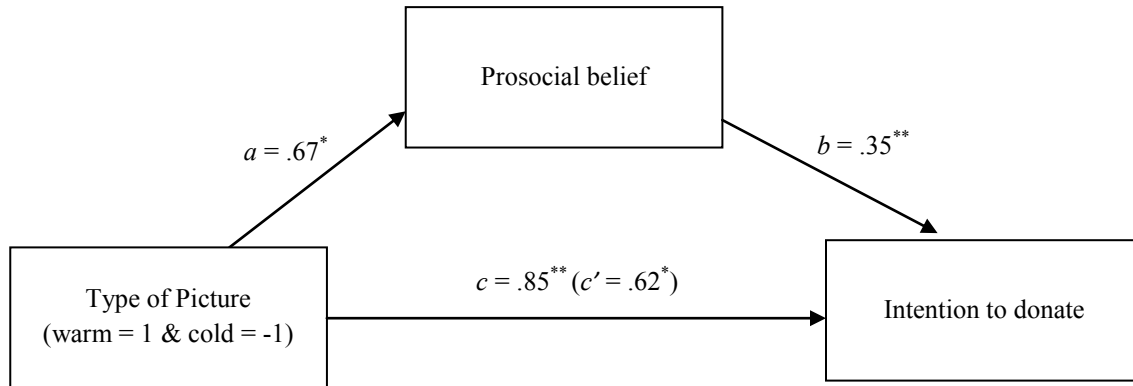 Prosocial belief
a = .67*
b = .35**
c = .85** (c′ = .62*)
Type of Picture
(warm = 1 & cold = -1)
Intention to donate